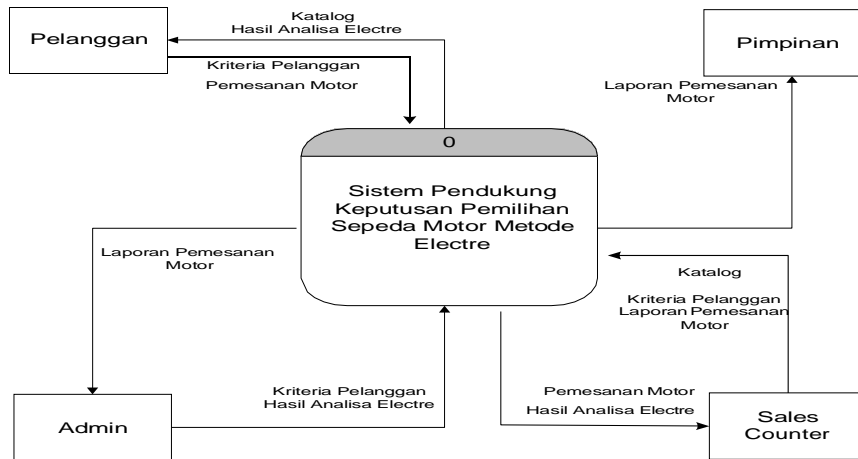 Katalog
Hasil Analisa Electre
Pelanggan
Kriteria Pelanggan
Pemesanan Motor
Pimpinan
Laporan Pemesanan
Motor
0
Sistem Pendukung
Keputusan Pemilihan
Sepeda Motor Metode
Electre
Laporan Pemesanan
Motor
Katalog
Kriteria Pelanggan
Laporan Pemesanan
Motor
Kriteria Pelanggan
Hasil Analisa Electre
Admin
Pemesanan Motor
Hasil Analisa Electre
Sales
Counter